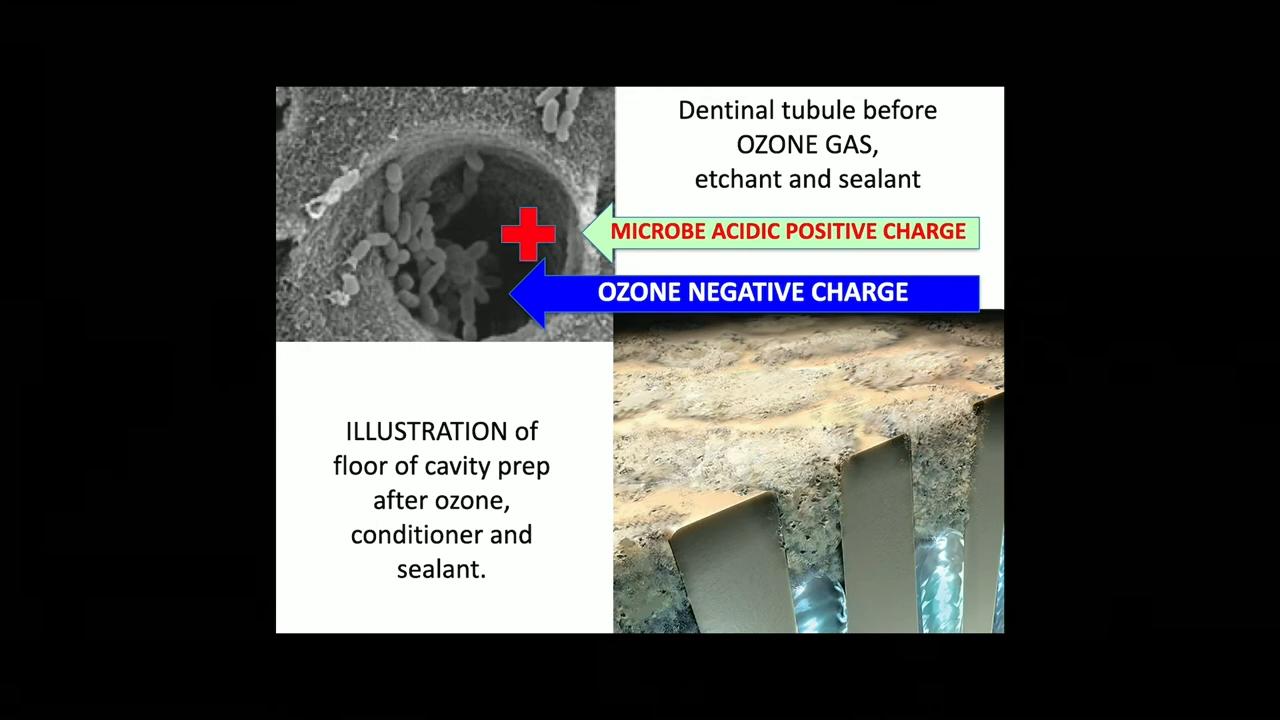 Dentinal tubule before
OZONE GAS,
etchant and sealant
MICROBE ACIDIC POSITIVE CHARGE
OZONE NEGATIVE CHARGE
ILLUSTRATION of
floor of cavity prep
after ozone,
conditioner and
sealant.